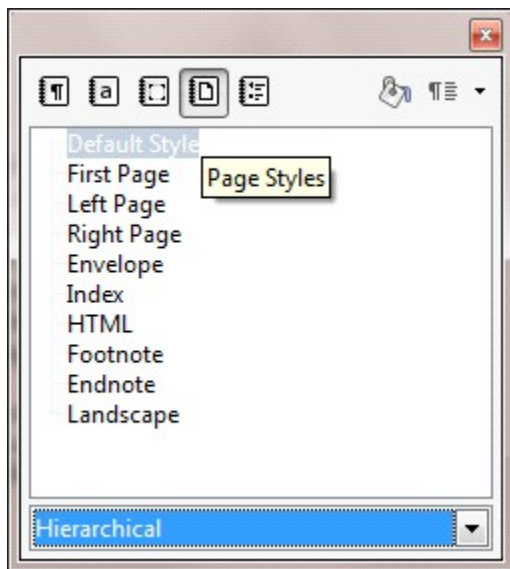 Default Style
First Page
Page Styles
Left Page
Right Page
Envelope
Index
HTML
Footnote
Endnote
Landscape
Hierarchical